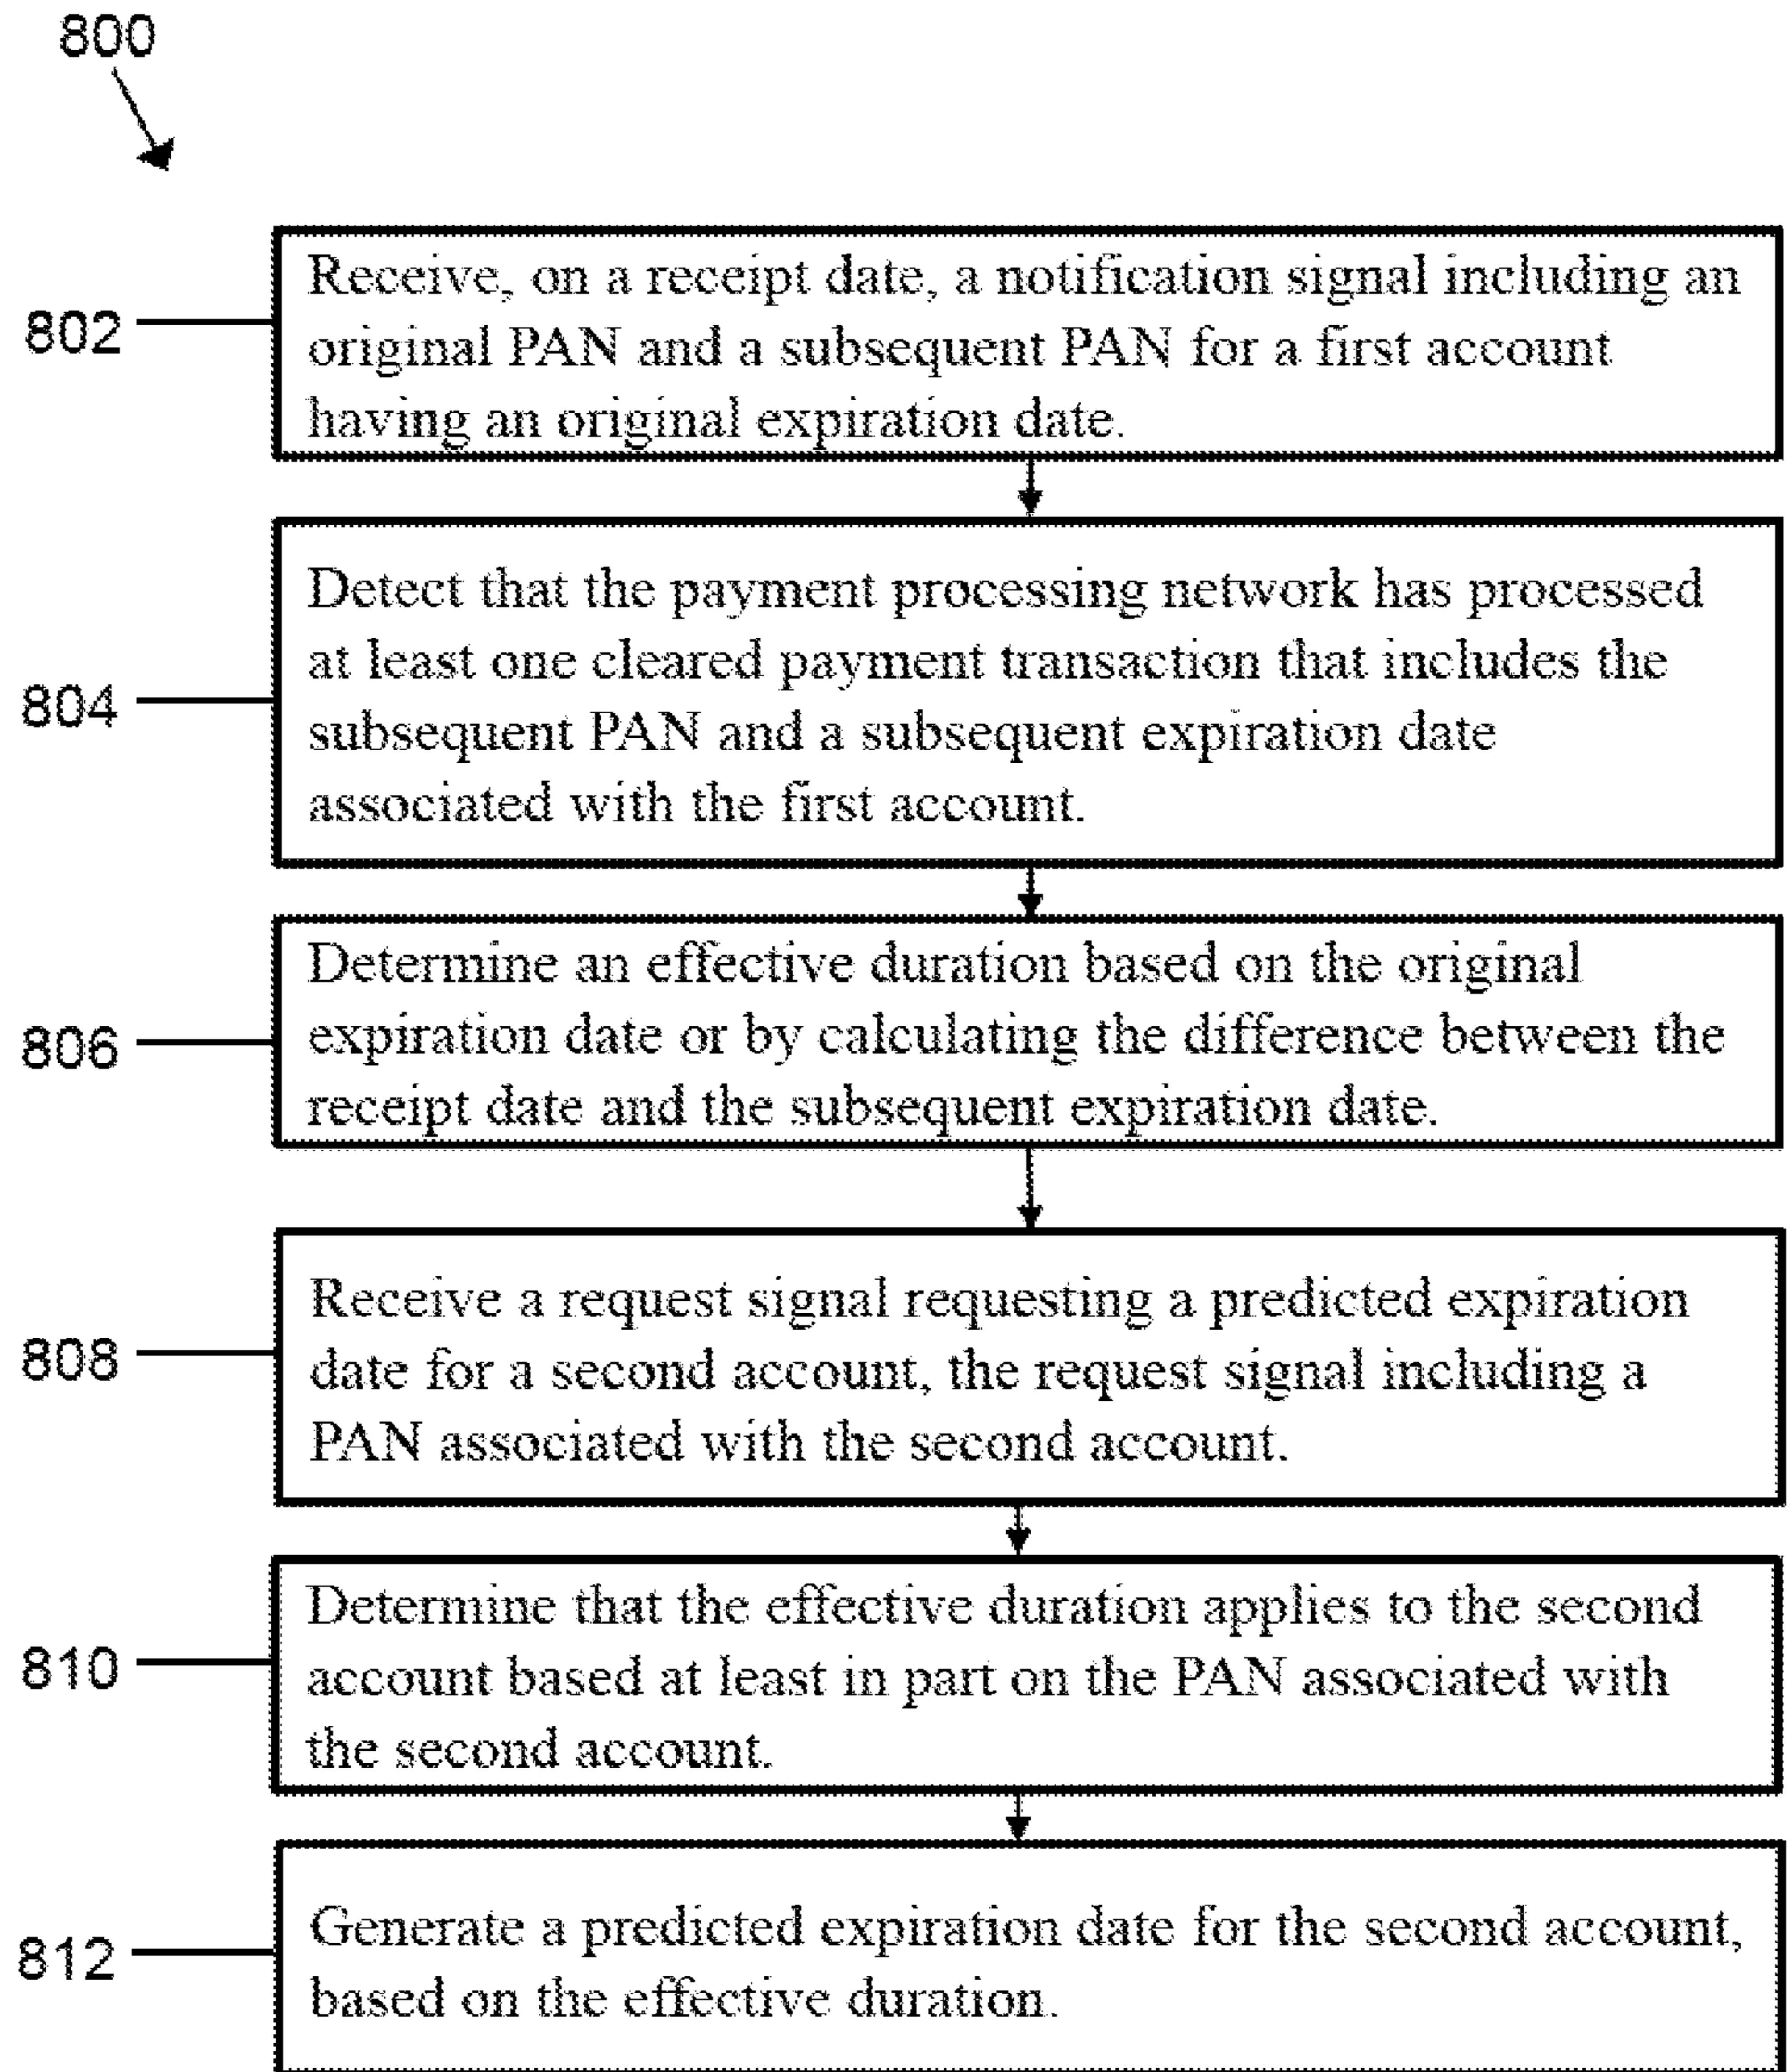 800
802
Receive, on a receipt date, a notification signal including an
original PAN and a subsequent PAN for a first account
having an original expiration date.
804
Detect that the payment processing network has processed
at least one cleared payment transaction that includes the
subsequent PAN and a subsequent expiration date
associated with the first account.
806
Determine an effective duration based on the original
expiration date or by calculating the difference between the
receipt date and the subsequent expiration date.
808
Receive a request signal requesting a predicted expiration
date for a second account, the request signal including a
PAN associated with the second account.
810
Determine that the effective duration applies to the second
account based at least in part on the PAN associated with
the second account.
812
Generate a predicted expiration date for the second account,
based on the effective duration.